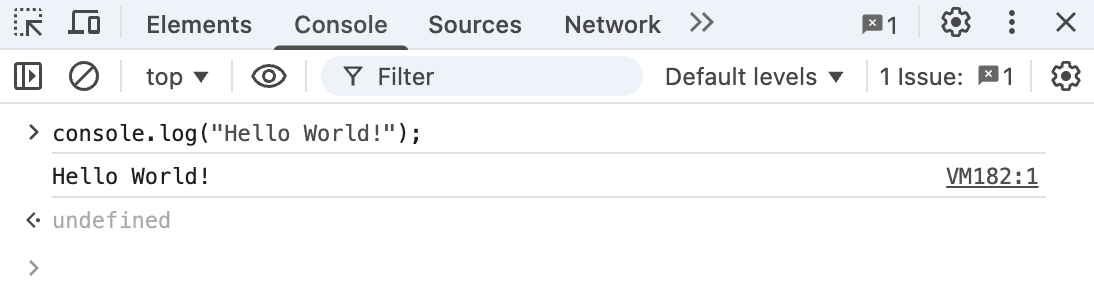 Elements Console Sources Network 1
top Filter Default levels 1 Issue: 1
console.log("Hello World!");
Hello World! VM182:1
undefined